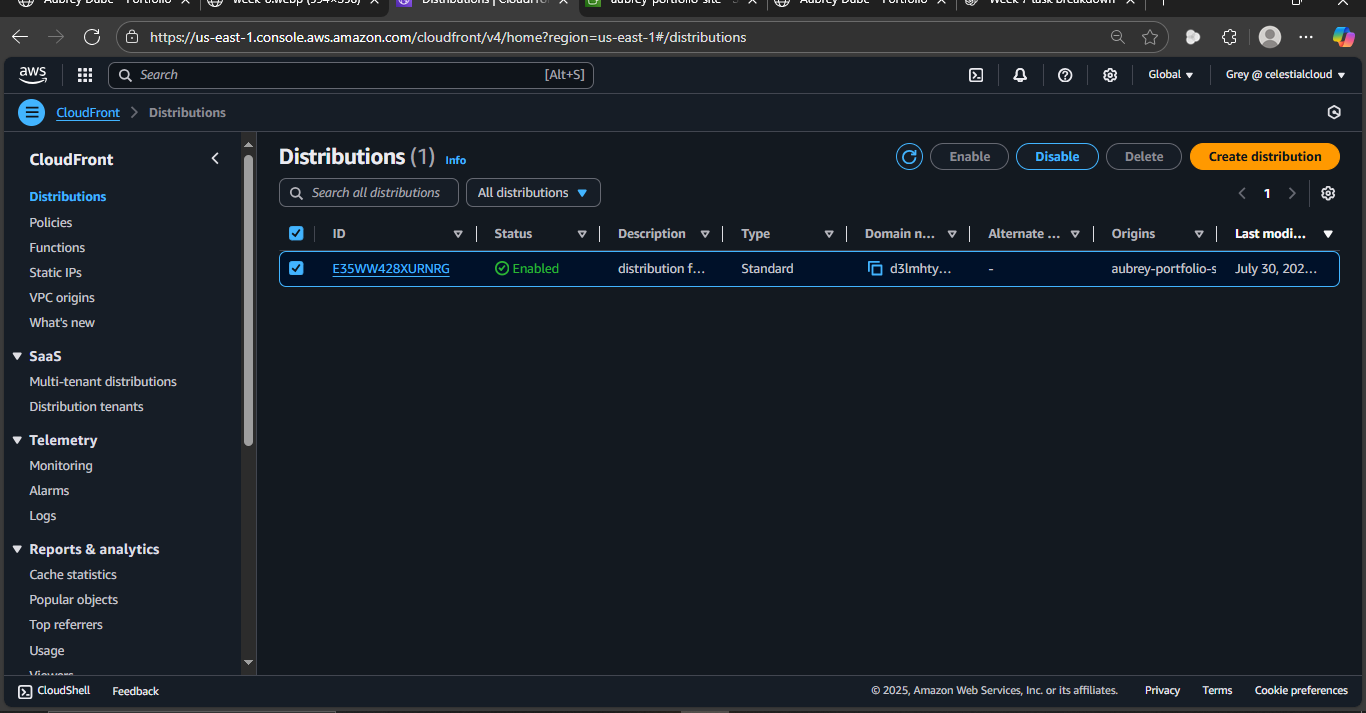 Aubrey Dube - Portfolio
week-6.webp (594×398)
Distributions | CloudFro
aubrey-portfolio-site - S
Aubrey Dube - Portfolio
Week 7 task breakdown
https://us-east-1.console.aws.amazon.com/cloudfront/v4/home?region=us-east-1#/distributions
aws
Search
[Alt+S]
Global
Grey @ celestialcloud
CloudFront
Distributions
CloudFront
Distributions
Policies
Functions
Static IPs
VPC origins
What's new
SaaS
Multi-tenant distributions
Distribution tenants
Telemetry
Monitoring
Alarms
Logs
Reports & analytics
Cache statistics
Popular objects
Top referrers
Usage
Viewers
Distributions (1) Info
Enable
Disable
Delete
Create distribution
Search all distributions
All distributions
1
ID Status Description Type Domain n... Alternate ... Origins Last modi...
E35WW428XURNRG Enabled distribution f... Standard d3lmhty... - aubrey-portfolio-s July 30, 202...
CloudShell Feedback © 2025, Amazon Web Services, Inc. or its affiliates. Privacy Terms Cookie preferences